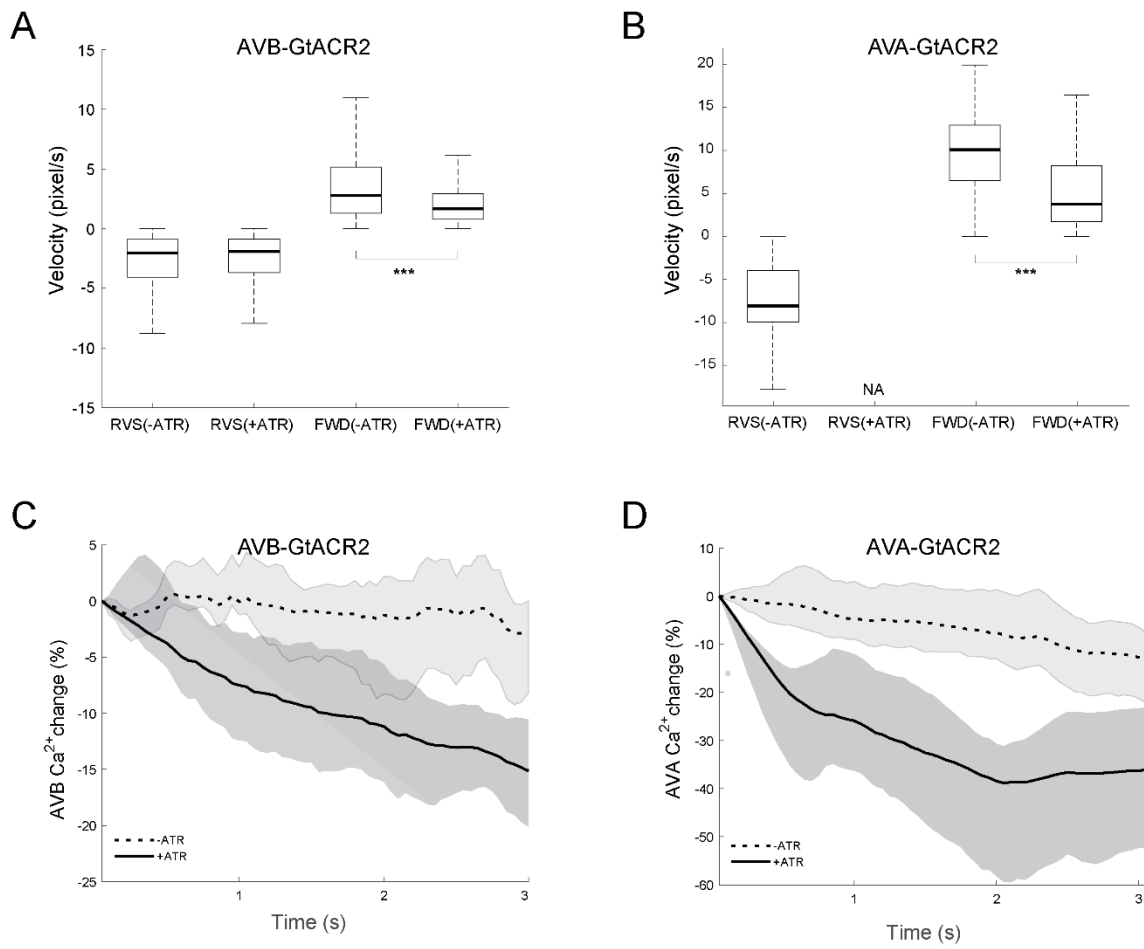 A
AVB-GtACR2
Velocity (pixel/s)
15
10
5
0
-5
-10
-15
***
RVS(-ATR) RVS(+ATR) FWD(-ATR) FWD(+ATR)
B
AVA-GtACR2
Velocity (pixel/s)
20
15
10
5
0
-5
-10
-15
***
NA
RVS(-ATR) RVS(+ATR) FWD(-ATR) FWD(+ATR)
C
AVB-GtACR2
AVB Ca2+change (%)
5
0
-5
-10
-15
-20
-25
-ATR
+ATR
1 2 3
Time (s)
D
AVA-GtACR2
AVA Ca2+change (%)
10
0
-10
-20
-30
-40
-50
-60
-ATR
+ATR
1 2 3
Time (s)